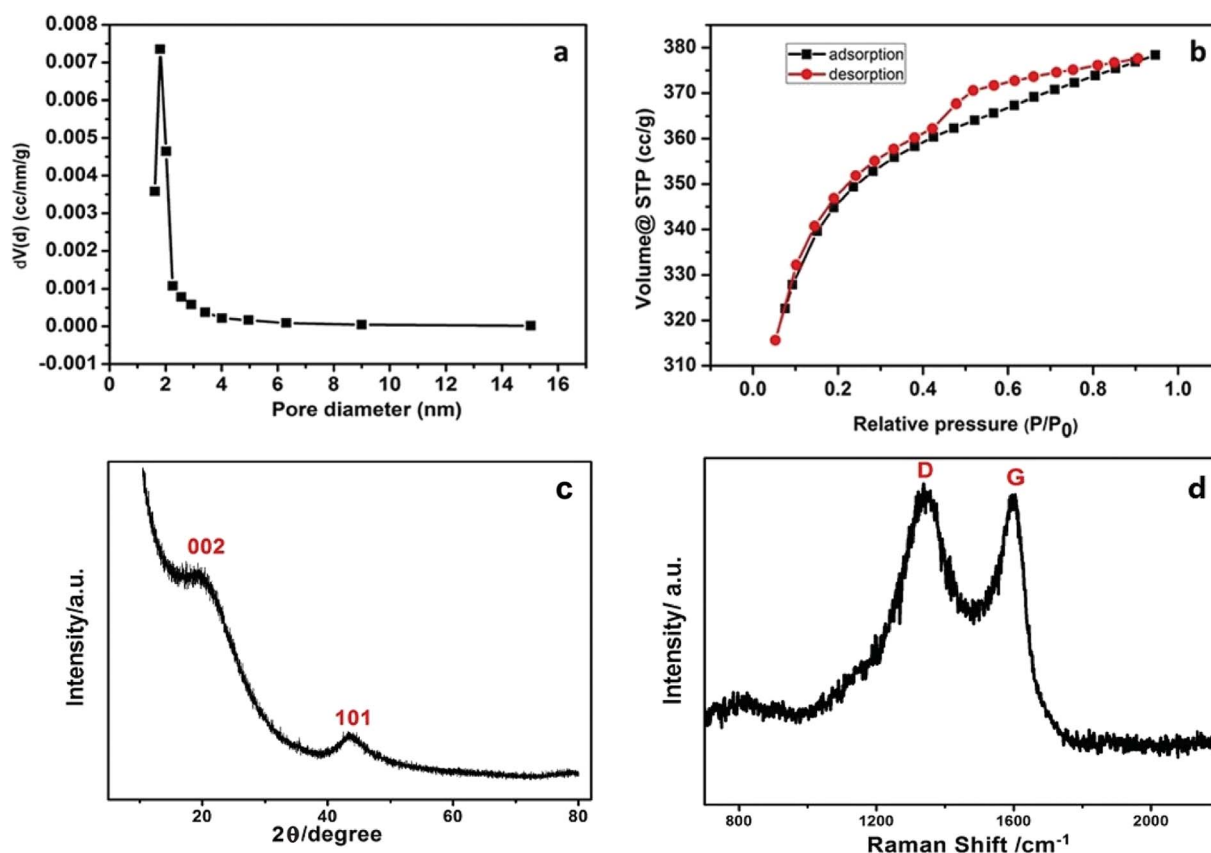 a
0.008
0.007
0.006
0.005
0.004
0.003
0.002
0.001
0.000
-0.001
dV(d) (cc/nm/g)
0 2 4 6 8 10 12 14 16
Pore diameter (nm)
b
adsorption
desorption
380
370
360
350
340
330
320
310
Volume@ STP (cc/g)
0.0 0.2 0.4 0.6 0.8 1.0
Relative pressure (P/P0)
c
002
101
Intensity/a.u.
20 40 60 80
2θ/degree
d
D
G
Intensity/ a.u.
800 1200 1600 2000
Raman Shift /cm-1